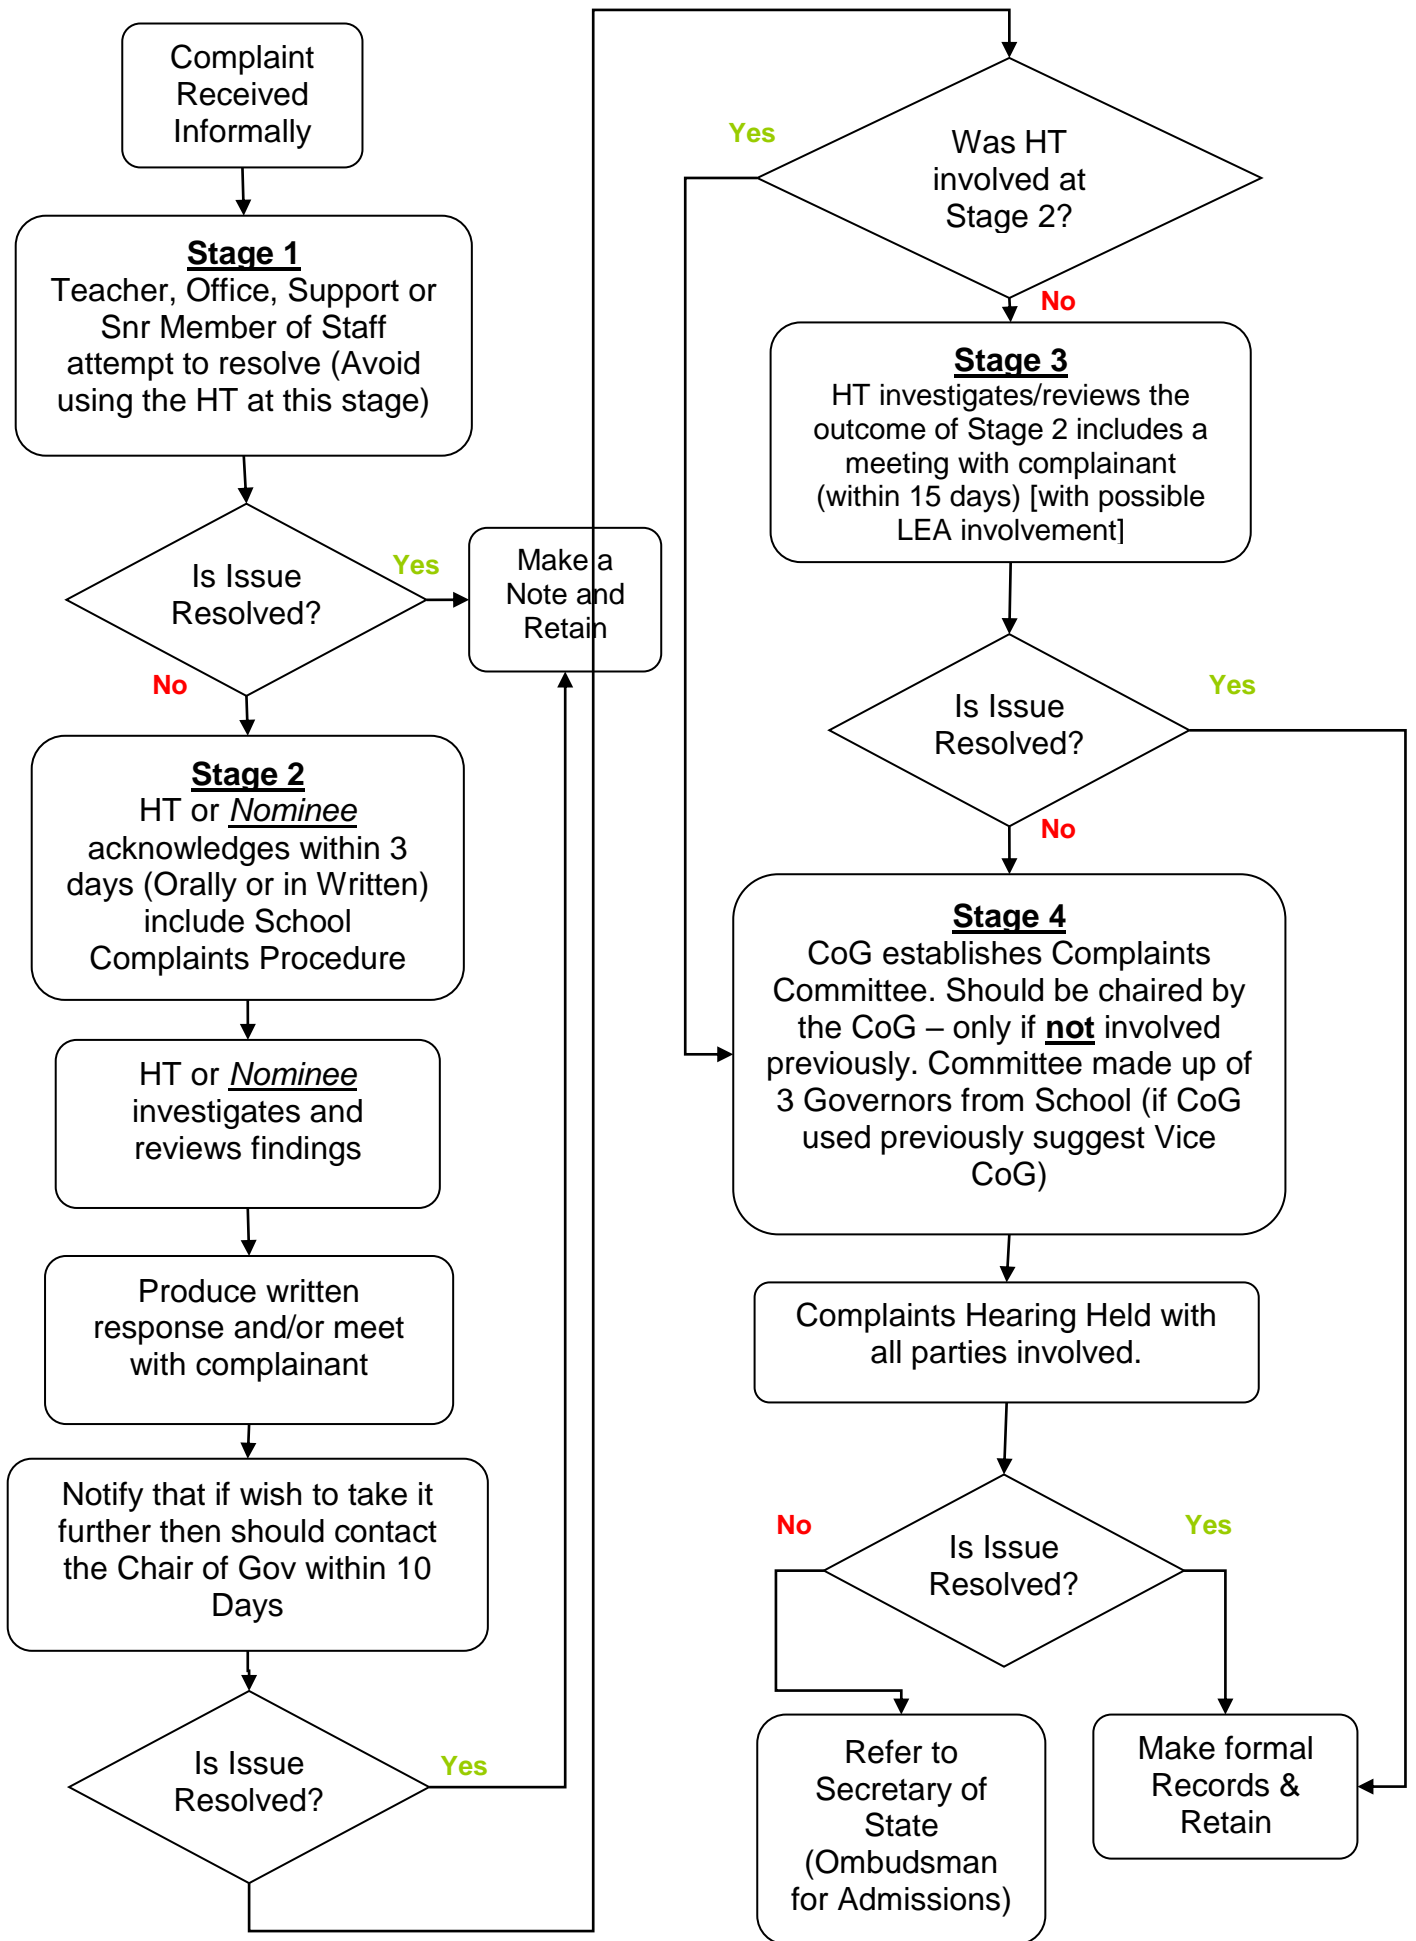 Complaint
Received
Informally
Stage 1
Teacher, Office, Support or
Snr Member of Staff
attempt to resolve (Avoid
using the HT at this stage)
Is Issue
Resolved?
Yes
Make a
Note and
Retain
No
Stage 2
HT or Nominee
acknowledges within 3
days (Orally or in Written)
include School
Complaints Procedure
HT or Nominee
investigates and
reviews findings
Produce written
response and/or meet
with complainant
Notify that if wish to take it
further then should contact
the Chair of Gov within 10
Days
Is Issue
Resolved?
Yes
Was HT
involved at
Stage 2?
Yes
No
Stage 3
HT investigates/reviews the
outcome of Stage 2 includes a
meeting with complainant
(within 15 days) [with possible
LEA involvement]
Is Issue
Resolved?
Yes
No
Stage 4
CoG establishes Complaints
Committee. Should be chaired by
the CoG – only if not involved
previously. Committee made up of
3 Governors from School (if CoG
used previously suggest Vice
CoG)
Complaints Hearing Held with
all parties involved.
Is Issue
Resolved?
No
Yes
Refer to
Secretary of
State
(Ombudsman
for Admissions)
Make formal
Records &
Retain